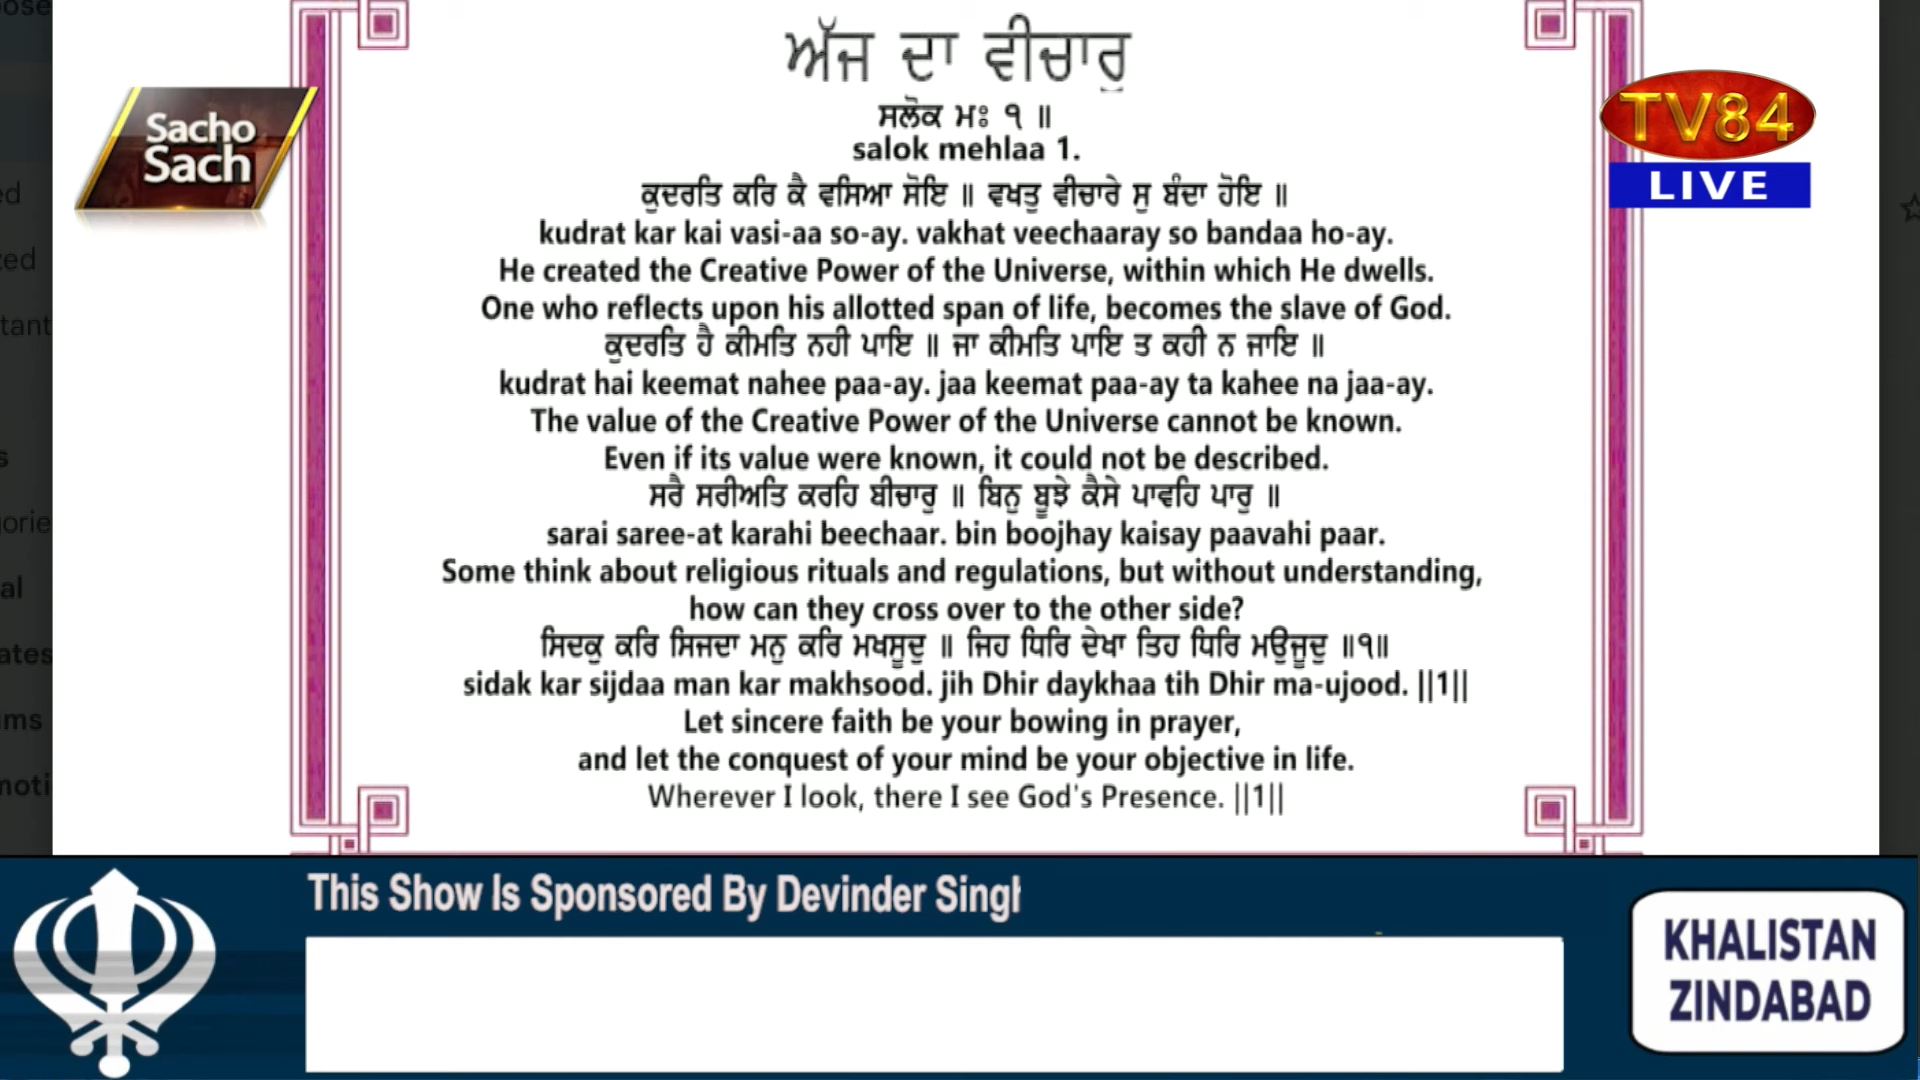 ਅੱਜ ਦਾ ਵੀਚਾਰੁ
Sacho
Sach
TV84
LIVE
ਸਲੋਕ ਮਃ ੧ ॥
salok mehlaa 1.
ਕੁਦਰਤਿ ਕਰਿ ਕੈ ਵਸਿਆ ਸੋਇ ॥ ਵਖਤੁ ਵੀਚਾਰੇ ਸੁ ਬੰਦਾ ਹੋਇ ॥
kudrat kar kai vasi-aa so-ay. vakhat veechaaray so bandaa ho-ay.
He created the Creative Power of the Universe, within which He dwells.
One who reflects upon his allotted span of life, becomes the slave of God.
ਕੁਦਰਤਿ ਹੈ ਕੀਮਤਿ ਨਹੀ ਪਾਇ ॥ ਜਾ ਕੀਮਤਿ ਪਾਇ ਤ ਕਹੀ ਨ ਜਾਇ ॥
kudrat hai keemat nahee paa-ay. jaa keemat paa-ay ta kahee na jaa-ay.
The value of the Creative Power of the Universe cannot be known.
Even if its value were known, it could not be described.
ਸਰੈ ਸਰੀਅਤਿ ਕਰਹਿ ਬੀਚਾਰੁ ॥ ਬਿਨੁ ਬੂਝੇ ਕੈਸੇ ਪਾਵਹਿ ਪਾਰੁ ॥
sarai saree-at karahi beechaar. bin boojhay kaisay paavahi paar.
Some think about religious rituals and regulations, but without understanding,
how can they cross over to the other side?
ਸਿਦਕੁ ਕਰਿ ਸਿਜਦਾ ਮਨੁ ਕਰਿ ਮਖਸੂਦੁ ॥ ਜਿਹ ਧਿਰਿ ਦੇਖਾ ਤਿਹ ਧਿਰਿ ਮਉਜੂਦੁ ॥੧॥
sidak kar sijdaa man kar makhsood. jih Dhir daykhaa tih Dhir ma-ujood. ||1||
Let sincere faith be your bowing in prayer,
and let the conquest of your mind be your objective in life.
Wherever I look, there I see God's Presence. ||1||
This Show Is Sponsored By Devinder
KHALISTAN
ZINDABAD